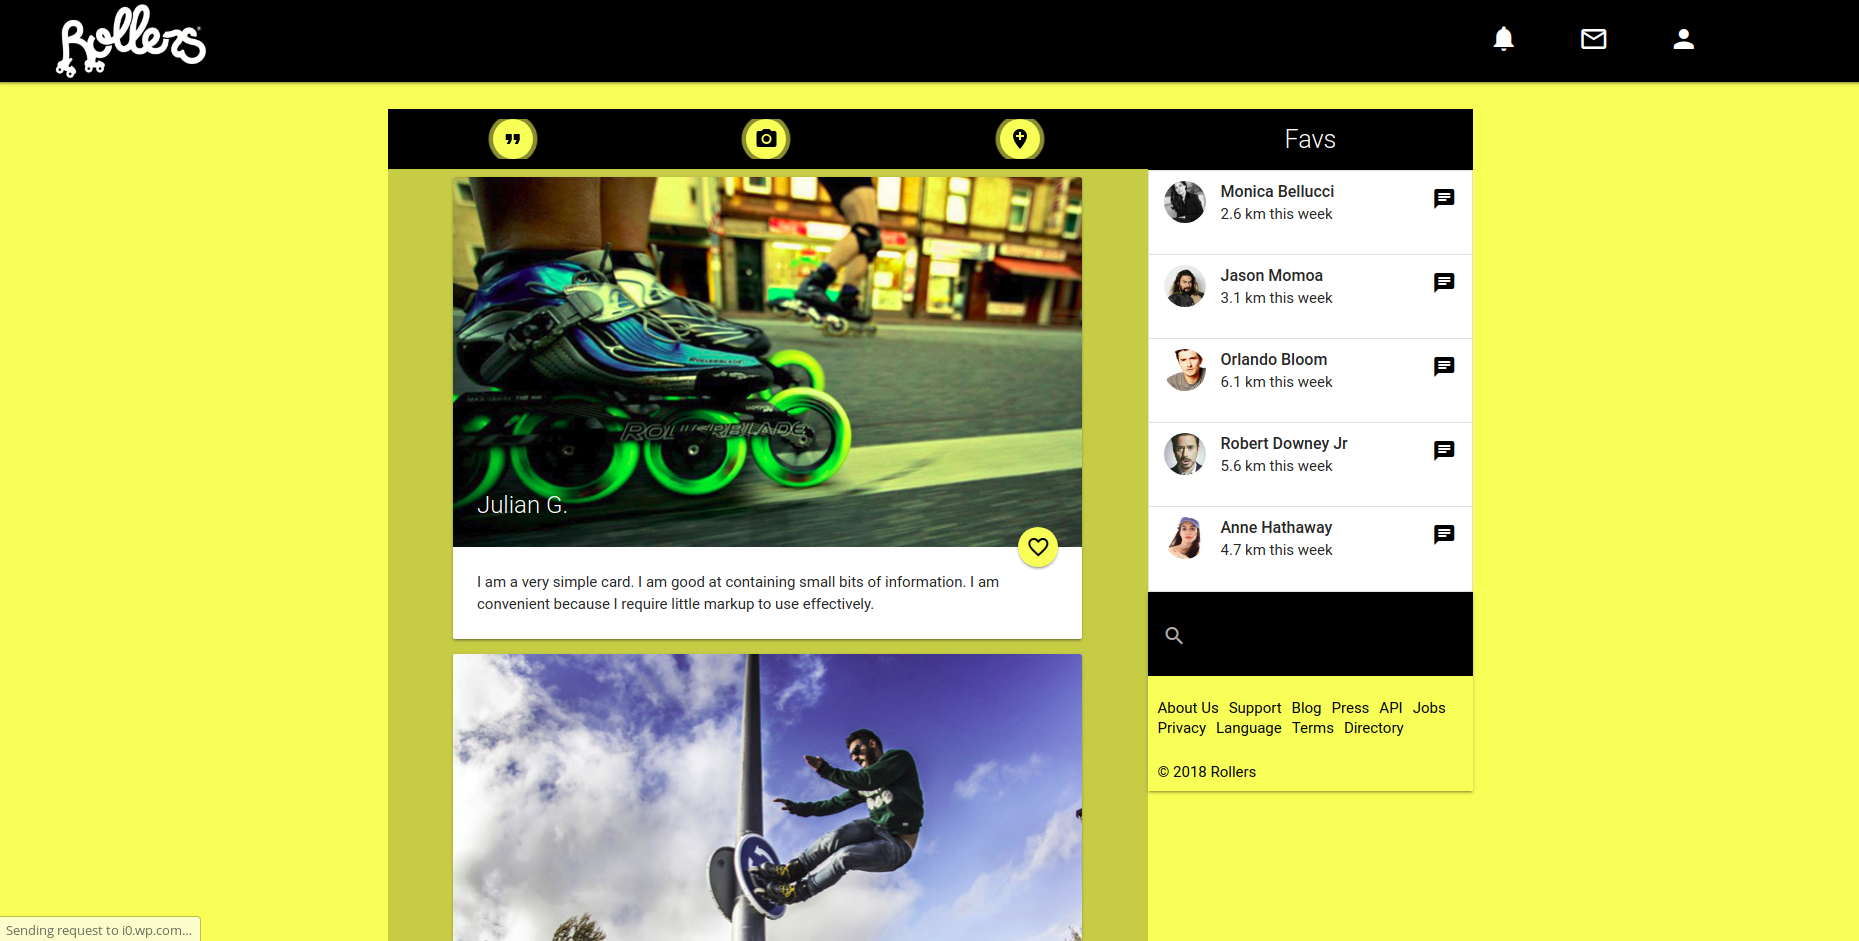 Rollers
Favs
Julian G.
I am a very simple card. I am good at containing small bits of information. I am
convenient because I require little markup to use effectively.
ROLLERBLADE
Monica Bellucci
2.6 km this week
Jason Momoa
3.1 km this week
Orlando Bloom
6.1 km this week
Robert Downey Jr
5.6 km this week
Anne Hathaway
4.7 km this week
About Us Support Blog Press API Jobs
Privacy Language Terms Directory
© 2018 Rollers
Sending request to i0.wp.com...